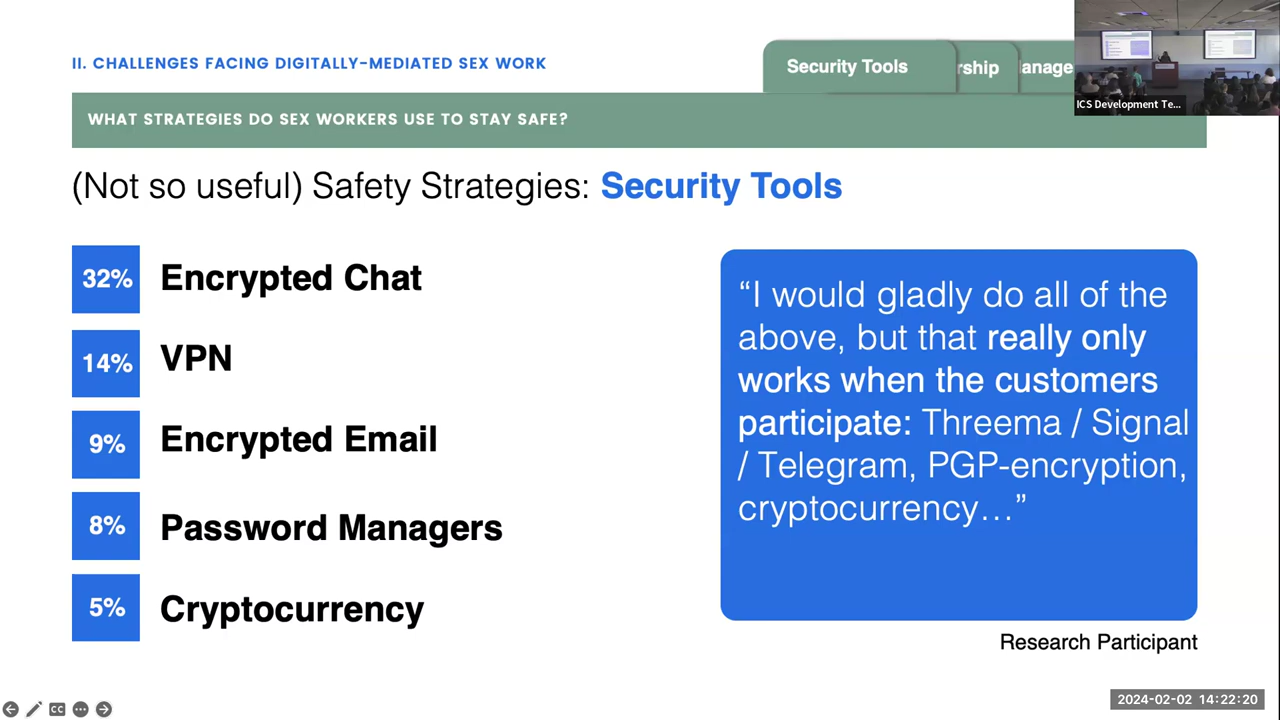 II. CHALLENGES FACING DIGITALLY-MEDIATED SEX WORK
Security Tools
rship
anage
ICS Development Te...
WHAT STRATEGIES DO SEX WORKERS USE TO STAY SAFE?
(Not so useful) Safety Strategies: Security Tools
32% Encrypted Chat
14% VPN
9% Encrypted Email
8% Password Managers
5% Cryptocurrency
“I would gladly do all of the
above, but that really only
works when the customers
participate: Threema / Signal
/ Telegram, PGP-encryption,
cryptocurrency…”
Research Participant
CC
2024-02-02 14:22:20